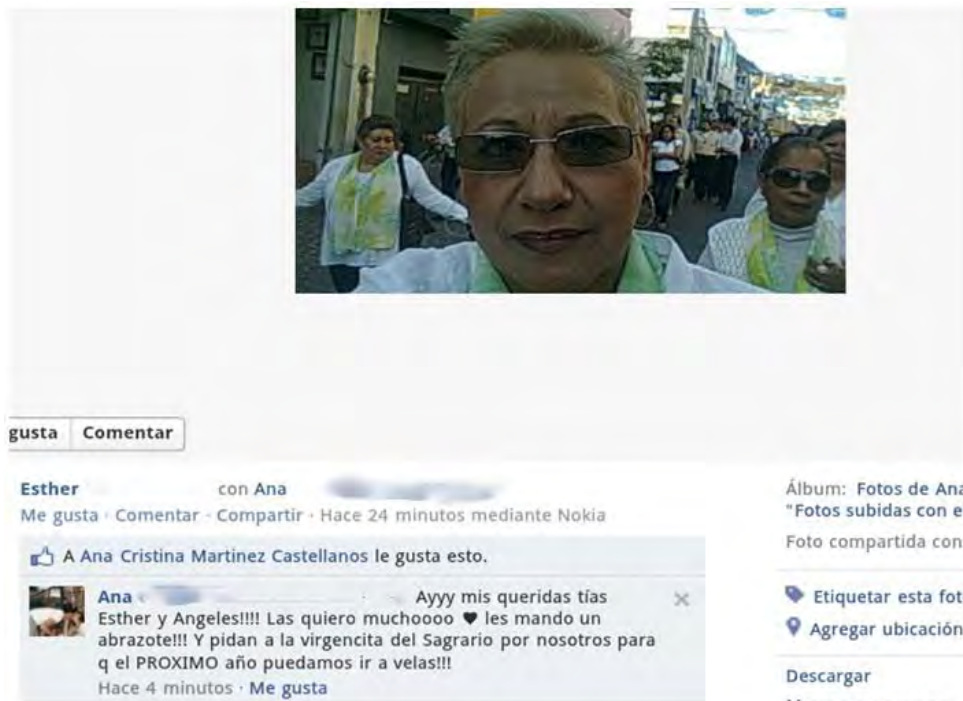 gusta Comentar
Esther con Ana
Me gusta · Comentar · Compartir · Hace 24 minutos mediante Nokia
A Ana Cristina Martinez Castellanos le gusta esto.
Ana Ayyy mis queridas tías
Esther y Angeles!!!! Las quiero muchoooo ♥ les mando un
abrazote!!! Y pidan a la virgencita del Sagrario por nosotros para
q el PROXIMO año puedamos ir a velas!!!
Hace 4 minutos · Me gusta
Álbum: Fotos de Ana
"Fotos subidas con e
Foto compartida con
Etiquetar esta fot
Agregar ubicación
Descargar